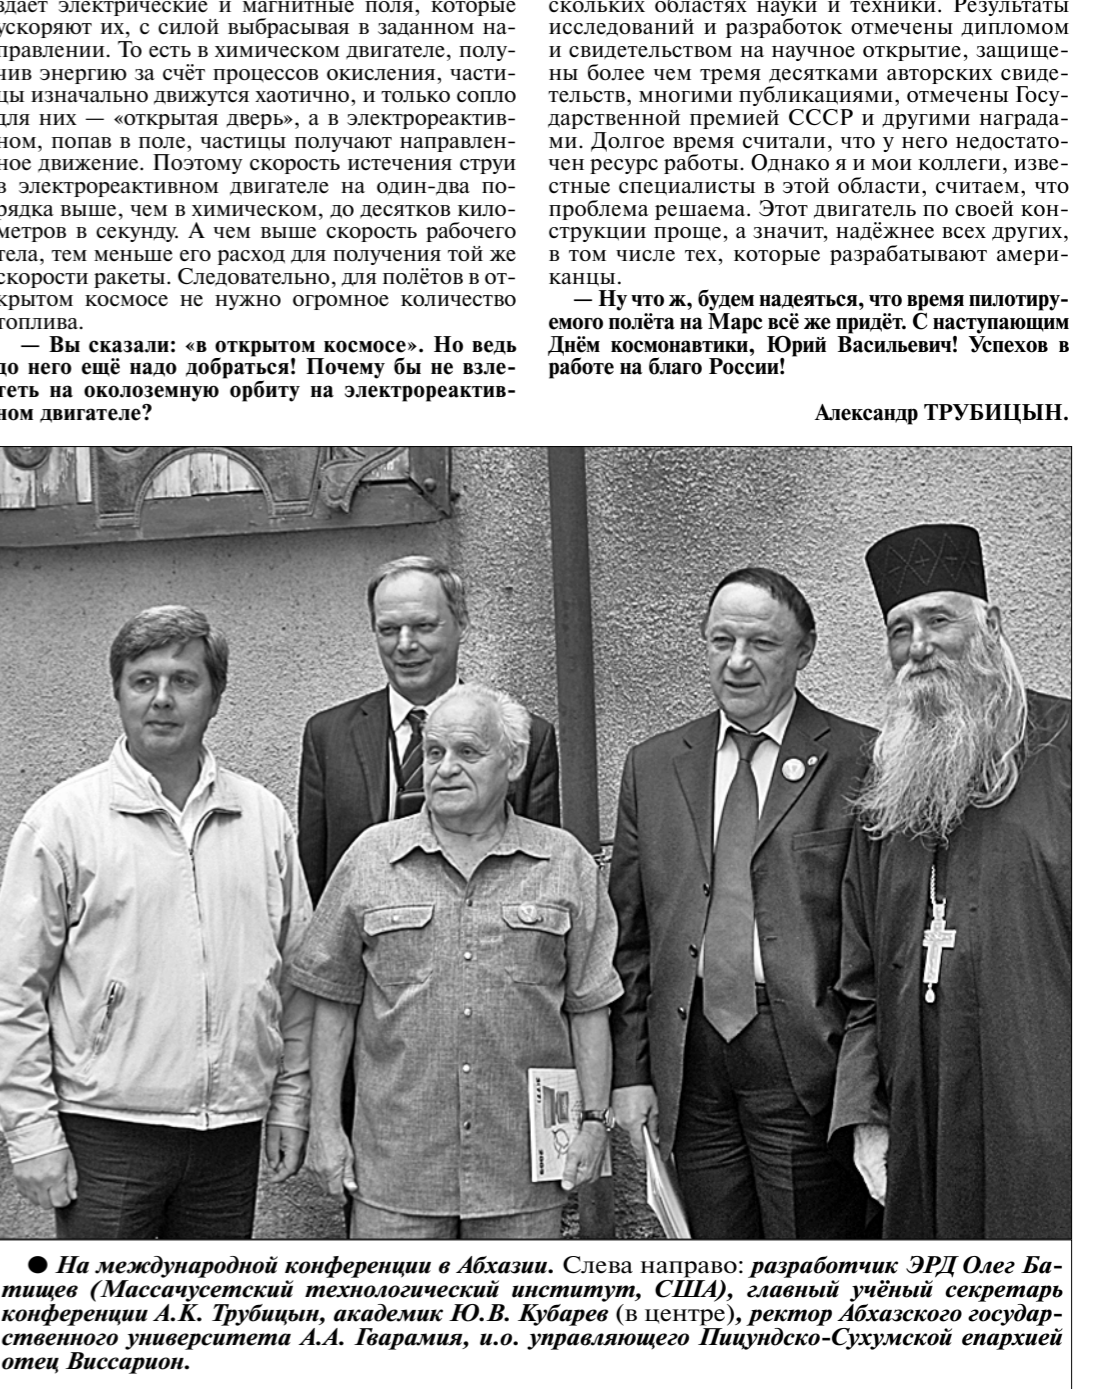 здаёт электрические и магнитные поля, которые
ускоряют их, с силой выбрасывая в заданном на-
правлении. То есть в химическом двигателе, полу-
чив энергию за счёт процессов окисления, части-
цы изначально движутся хаотично, и только сопло
для них — «открытая дверь», а в электрореактив-
ном, попав в поле, частицы получают направлен-
ное движение. Поэтому скорость истечения струи
в электрореактивном двигателе на один-два по-
рядка выше, чем в химическом, до десятков кило-
метров в секунду. А чем выше скорость рабочего
тела, тем меньше его расход для получения той же
скорости ракеты. Следовательно, для полётов в от-
крытом космосе не нужно огромное количество
топлива.
— Вы сказали: «в открытом космосе». Но ведь
до него ещё надо добраться! Почему бы не взле-
теть на околоземную орбиту на электрореактив-
ном двигателе?
скольких областях науки и техники. Результаты
исследований и разработок отмечены дипломом
и свидетельством на научное открытие, защище-
ны более чем тремя десятками авторских свиде-
тельств, многими публикациями, отмечены Госу-
дарственной премией СССР и другими награда-
ми. Долгое время считали, что у него недостато-
чен ресурс работы. Однако я и мои коллеги, изве-
стные специалисты в этой области, считаем, что
проблема решаема. Этот двигатель по своей кон-
струкции проще, а значит, надёжнее всех других,
в том числе тех, которые разрабатывают амери-
канцы.
— Ну что ж, будем надеяться, что время пилотиру-
емого полёта на Марс всё же придёт. С наступающим
Днём космонавтики, Юрий Васильевич! Успехов в
работе на благо России!
Александр ТРУБИЦЫН.
2009
● На международной конференции в Абхазии. Слева направо: разработчик ЭРД Олег Ба-
тищев (Массачусетский технологический институт, США), главный учёный секретарь
конференции А.К. Трубицын, академик Ю.В. Кубарев (в центре), ректор Абхазского государ-
ственного университета А.А. Гварамия, и.о. управляющего Пицундско-Сухумской епархией
отец Виссарион.